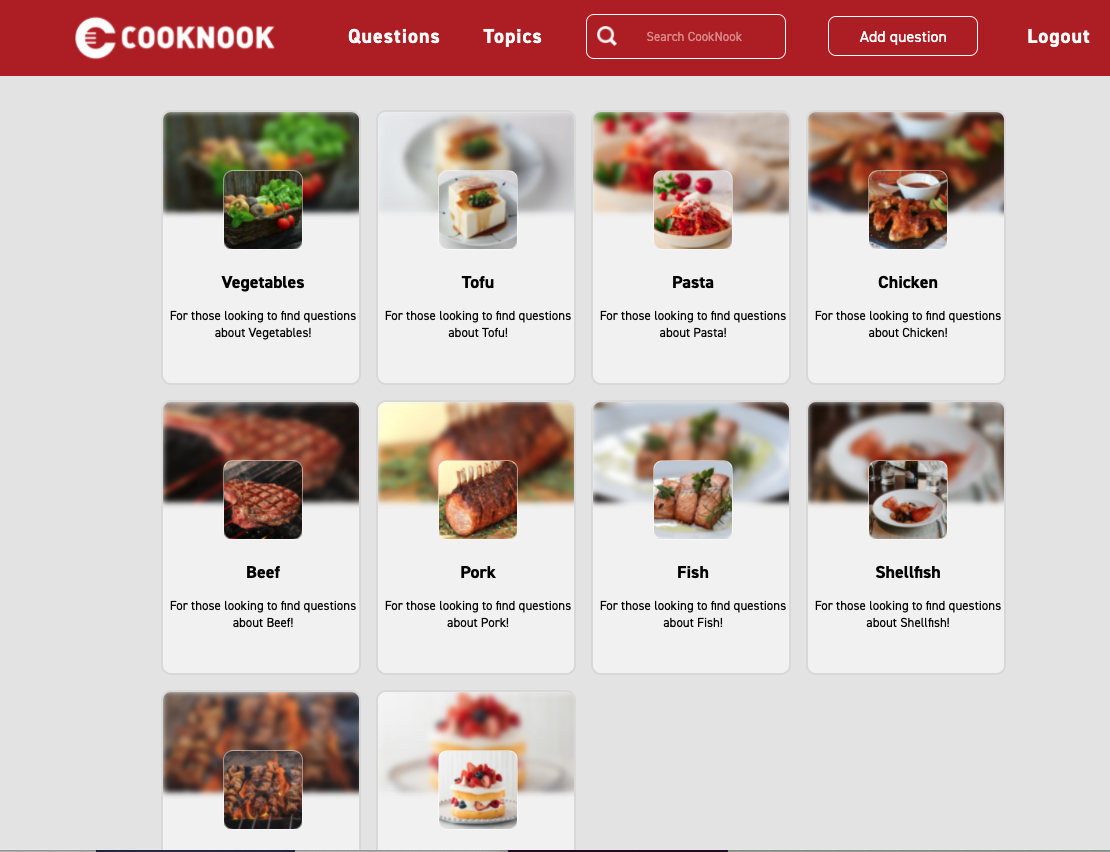 COOKNOOK
Questions
Topics
Search CookNook
Add question
Logout
Vegetables
For those looking to find questions
about Vegetables!
Tofu
For those looking to find questions
about Tofu!
Pasta
For those looking to find questions
about Pasta!
Chicken
For those looking to find questions
about Chicken!
Beef
For those looking to find questions
about Beef!
Pork
For those looking to find questions
about Pork!
Fish
For those looking to find questions
about Fish!
Shellfish
For those looking to find questions
about Shellfish!